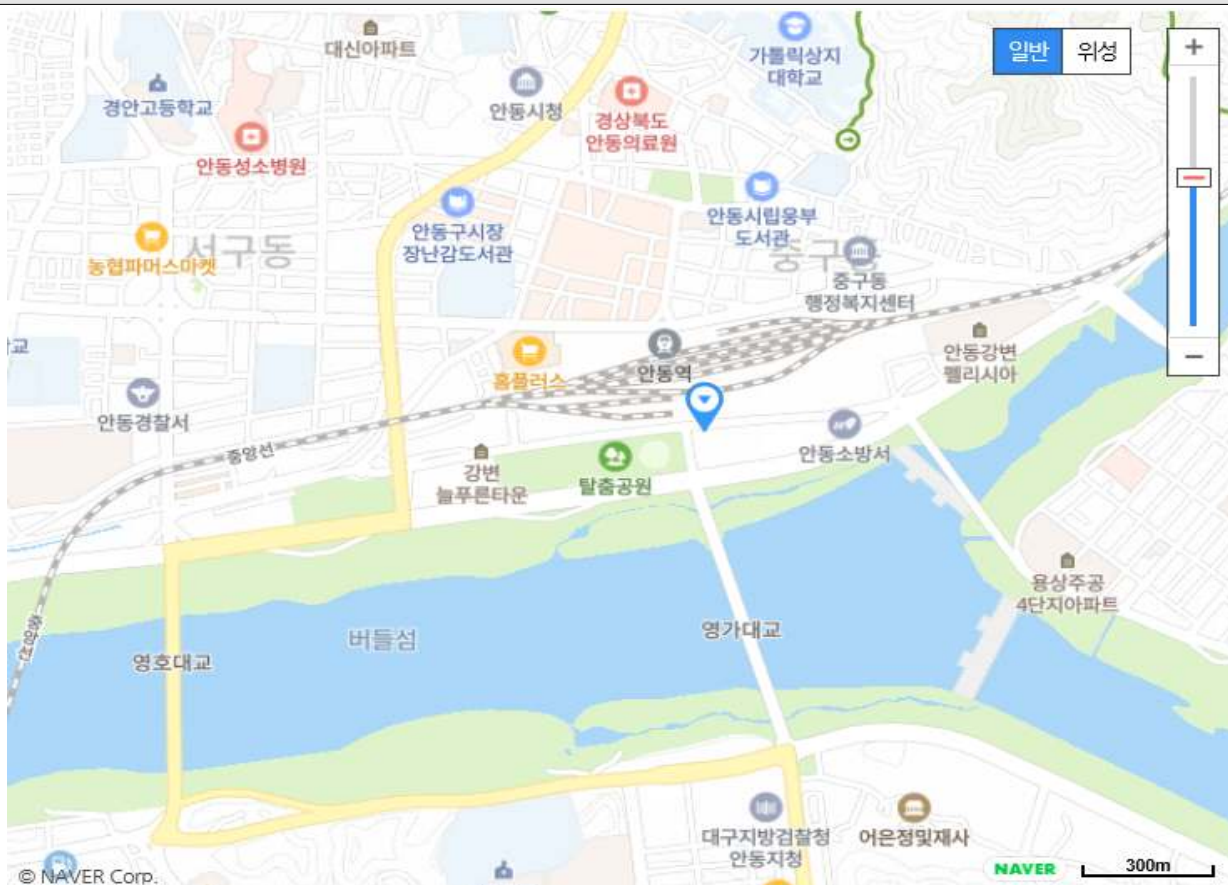 대신아파트
가톨릭상지
대학교
일반
위성
+
경안고등학교
안동시청
경상북도
안동의료원
안동성소병원
안동구시장
장난감도서관
안동시립웅부
도서관
서구동
농협파머스마켓
중구동
중구동
행정복지센터
교
홈플러스
안동역
안동강변
펠리시아
−
안동경찰서
중앙선
강변
늘푸른타운
탈춤공원
안동소방서
용상주공
4단지아파트
중앙선
영호대교
버들섬
영가대교
대구지방검찰청
안동지청
어은정및재사
© NAVER Corp.
NAVER
300m